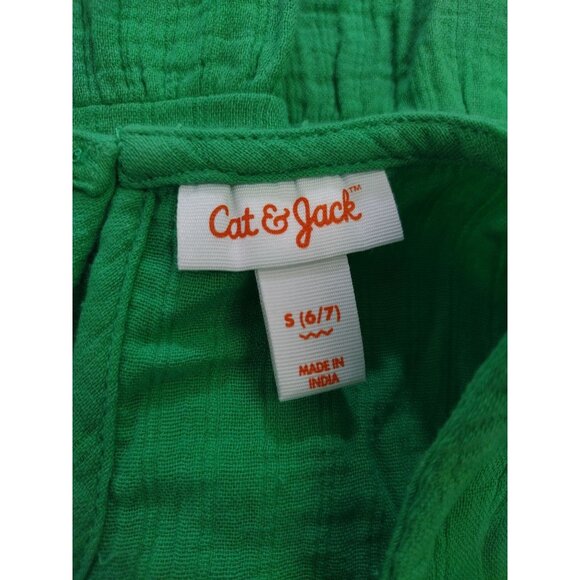 Cat & Jack™
S (6/7)
MADE IN
INDIA